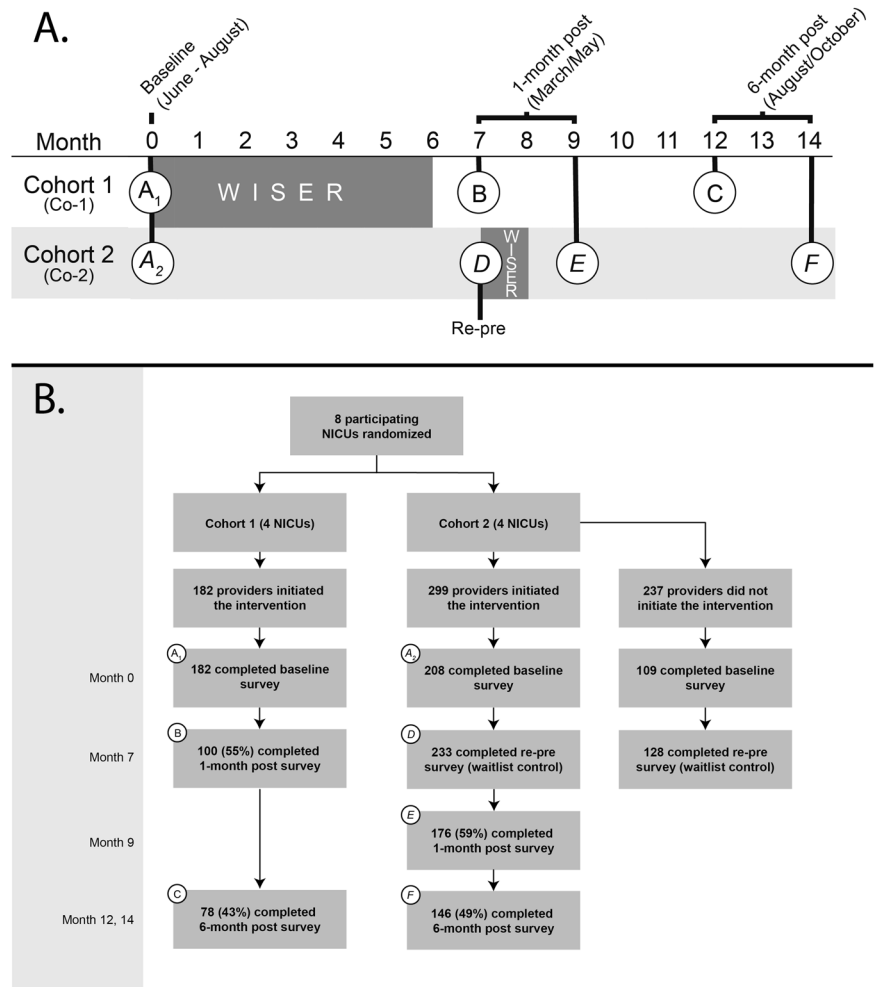 A.
Baseline
(June - August)
1-month post
(March/May)
6-month post
(August/October)
Month 0 1 2 3 4 5 6 7 8 9 10 11 12 13 14
Cohort 1
(Co-1)
A1
W I S E R
B
C
Cohort 2
(Co-2)
A2
D
WISER
E
F
Re-pre
B.
8 participating
NICUs randomized
Cohort 1 (4 NICUs)
Cohort 2 (4 NICUs)
182 providers initiated
the intervention
299 providers initiated
the intervention
237 providers did not
initiate the intervention
Month 0
A1
182 completed baseline
survey
A2
208 completed baseline
survey
109 completed baseline
survey
Month 7
B
100 (55%) completed
1-month post survey
D
233 completed re-pre
survey (waitlist control)
128 completed re-pre
survey (waitlist control)
Month 9
E
176 (59%) completed
1-month post survey
Month 12, 14
C
78 (43%) completed
6-month post survey
F
146 (49%) completed
6-month post survey